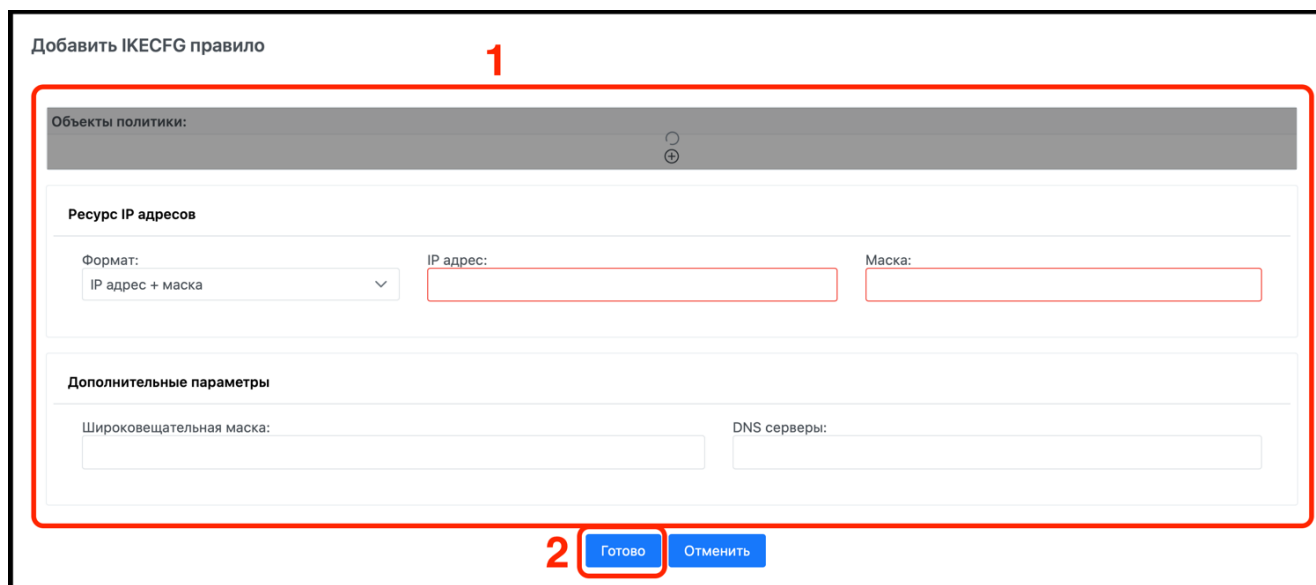 Добавить IKECFG правило
1
Объекты политики:
Ресурс IP адресов
Формат: IP адрес: Маска:
IP адрес + маска
Дополнительные параметры
Широковещательная маска: DNS серверы:
2 Готово Отменить